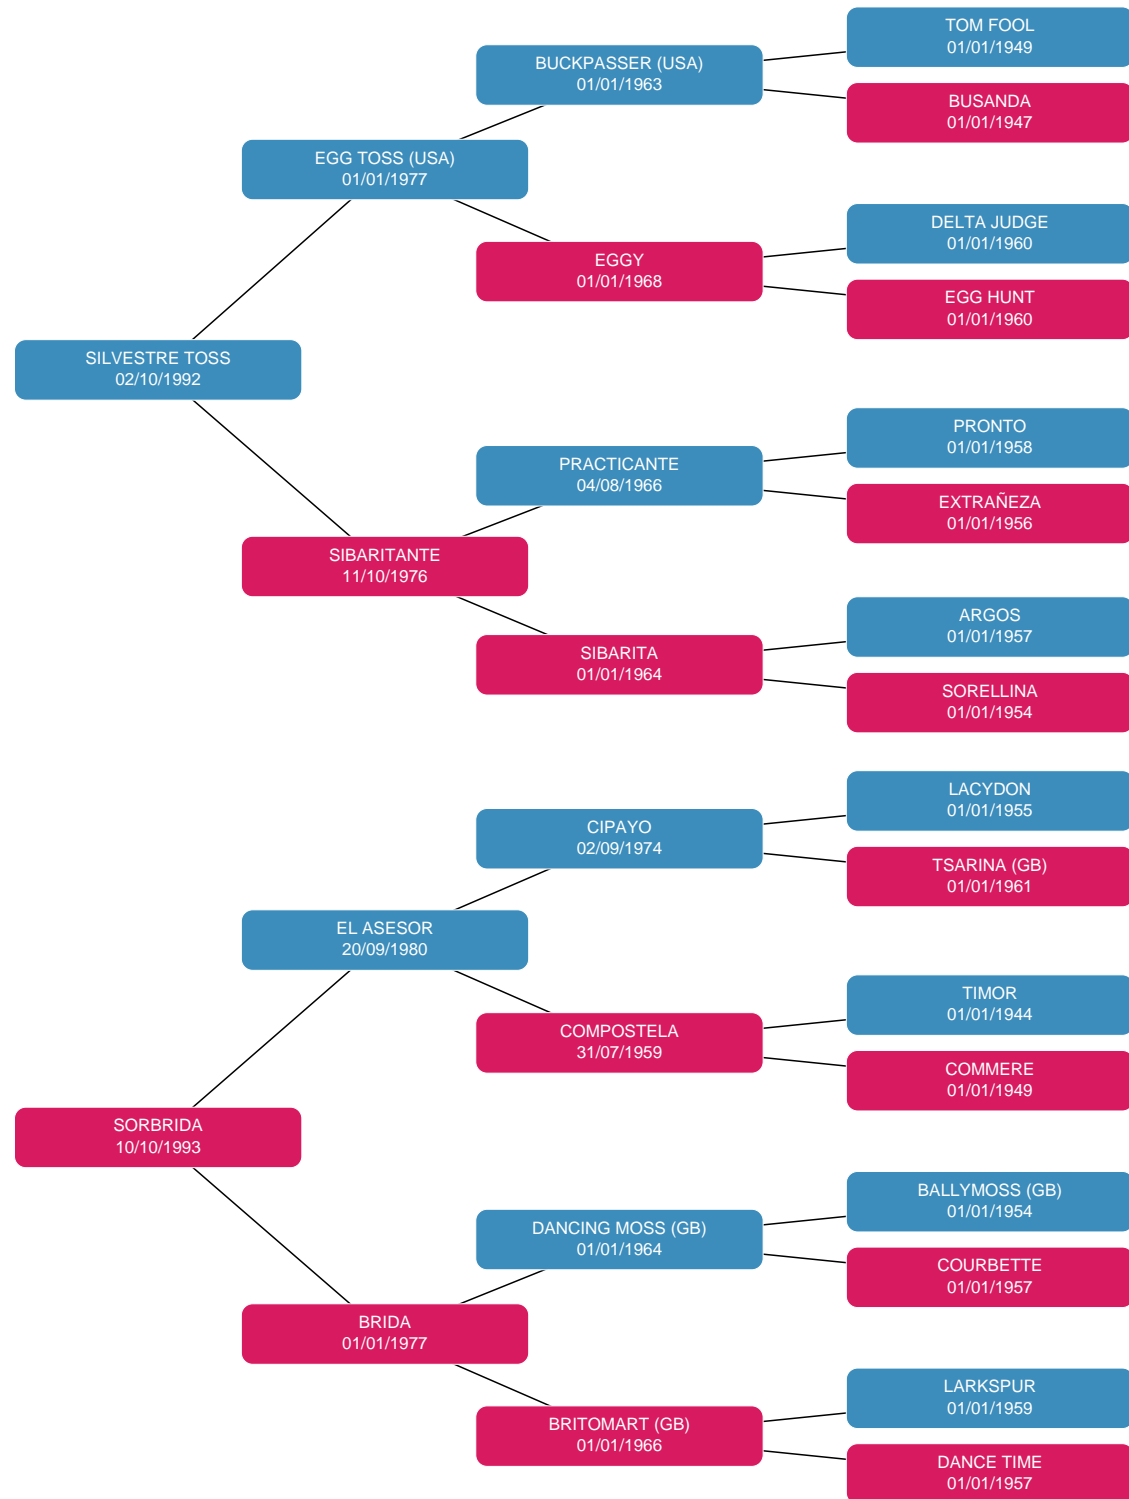 TOM FOOL
01/01/1949
BUCKPASSER (USA)
01/01/1963
BUSANDA
01/01/1947
EGG TOSS (USA)
01/01/1977
DELTA JUDGE
01/01/1960
EGGY
01/01/1968
EGG HUNT
01/01/1960
SILVESTRE TOSS
02/10/1992
PRONTO
01/01/1958
PRACTICANTE
04/08/1966
EXTRAÑEZA
01/01/1956
SIBARITANTE
11/10/1976
ARGOS
01/01/1957
SIBARITA
01/01/1964
SORELLINA
01/01/1954
LACYDON
01/01/1955
CIPAYO
02/09/1974
TSARINA (GB)
01/01/1961
EL ASESOR
20/09/1980
TIMOR
01/01/1944
COMPOSTELA
31/07/1959
COMMERE
01/01/1949
SORBRIDA
10/10/1993
BALLYMOSS (GB)
01/01/1954
DANCING MOSS (GB)
01/01/1964
COURBETTE
01/01/1957
BRIDA
01/01/1977
LARKSPUR
01/01/1959
BRITOMART (GB)
01/01/1966
DANCE TIME
01/01/1957